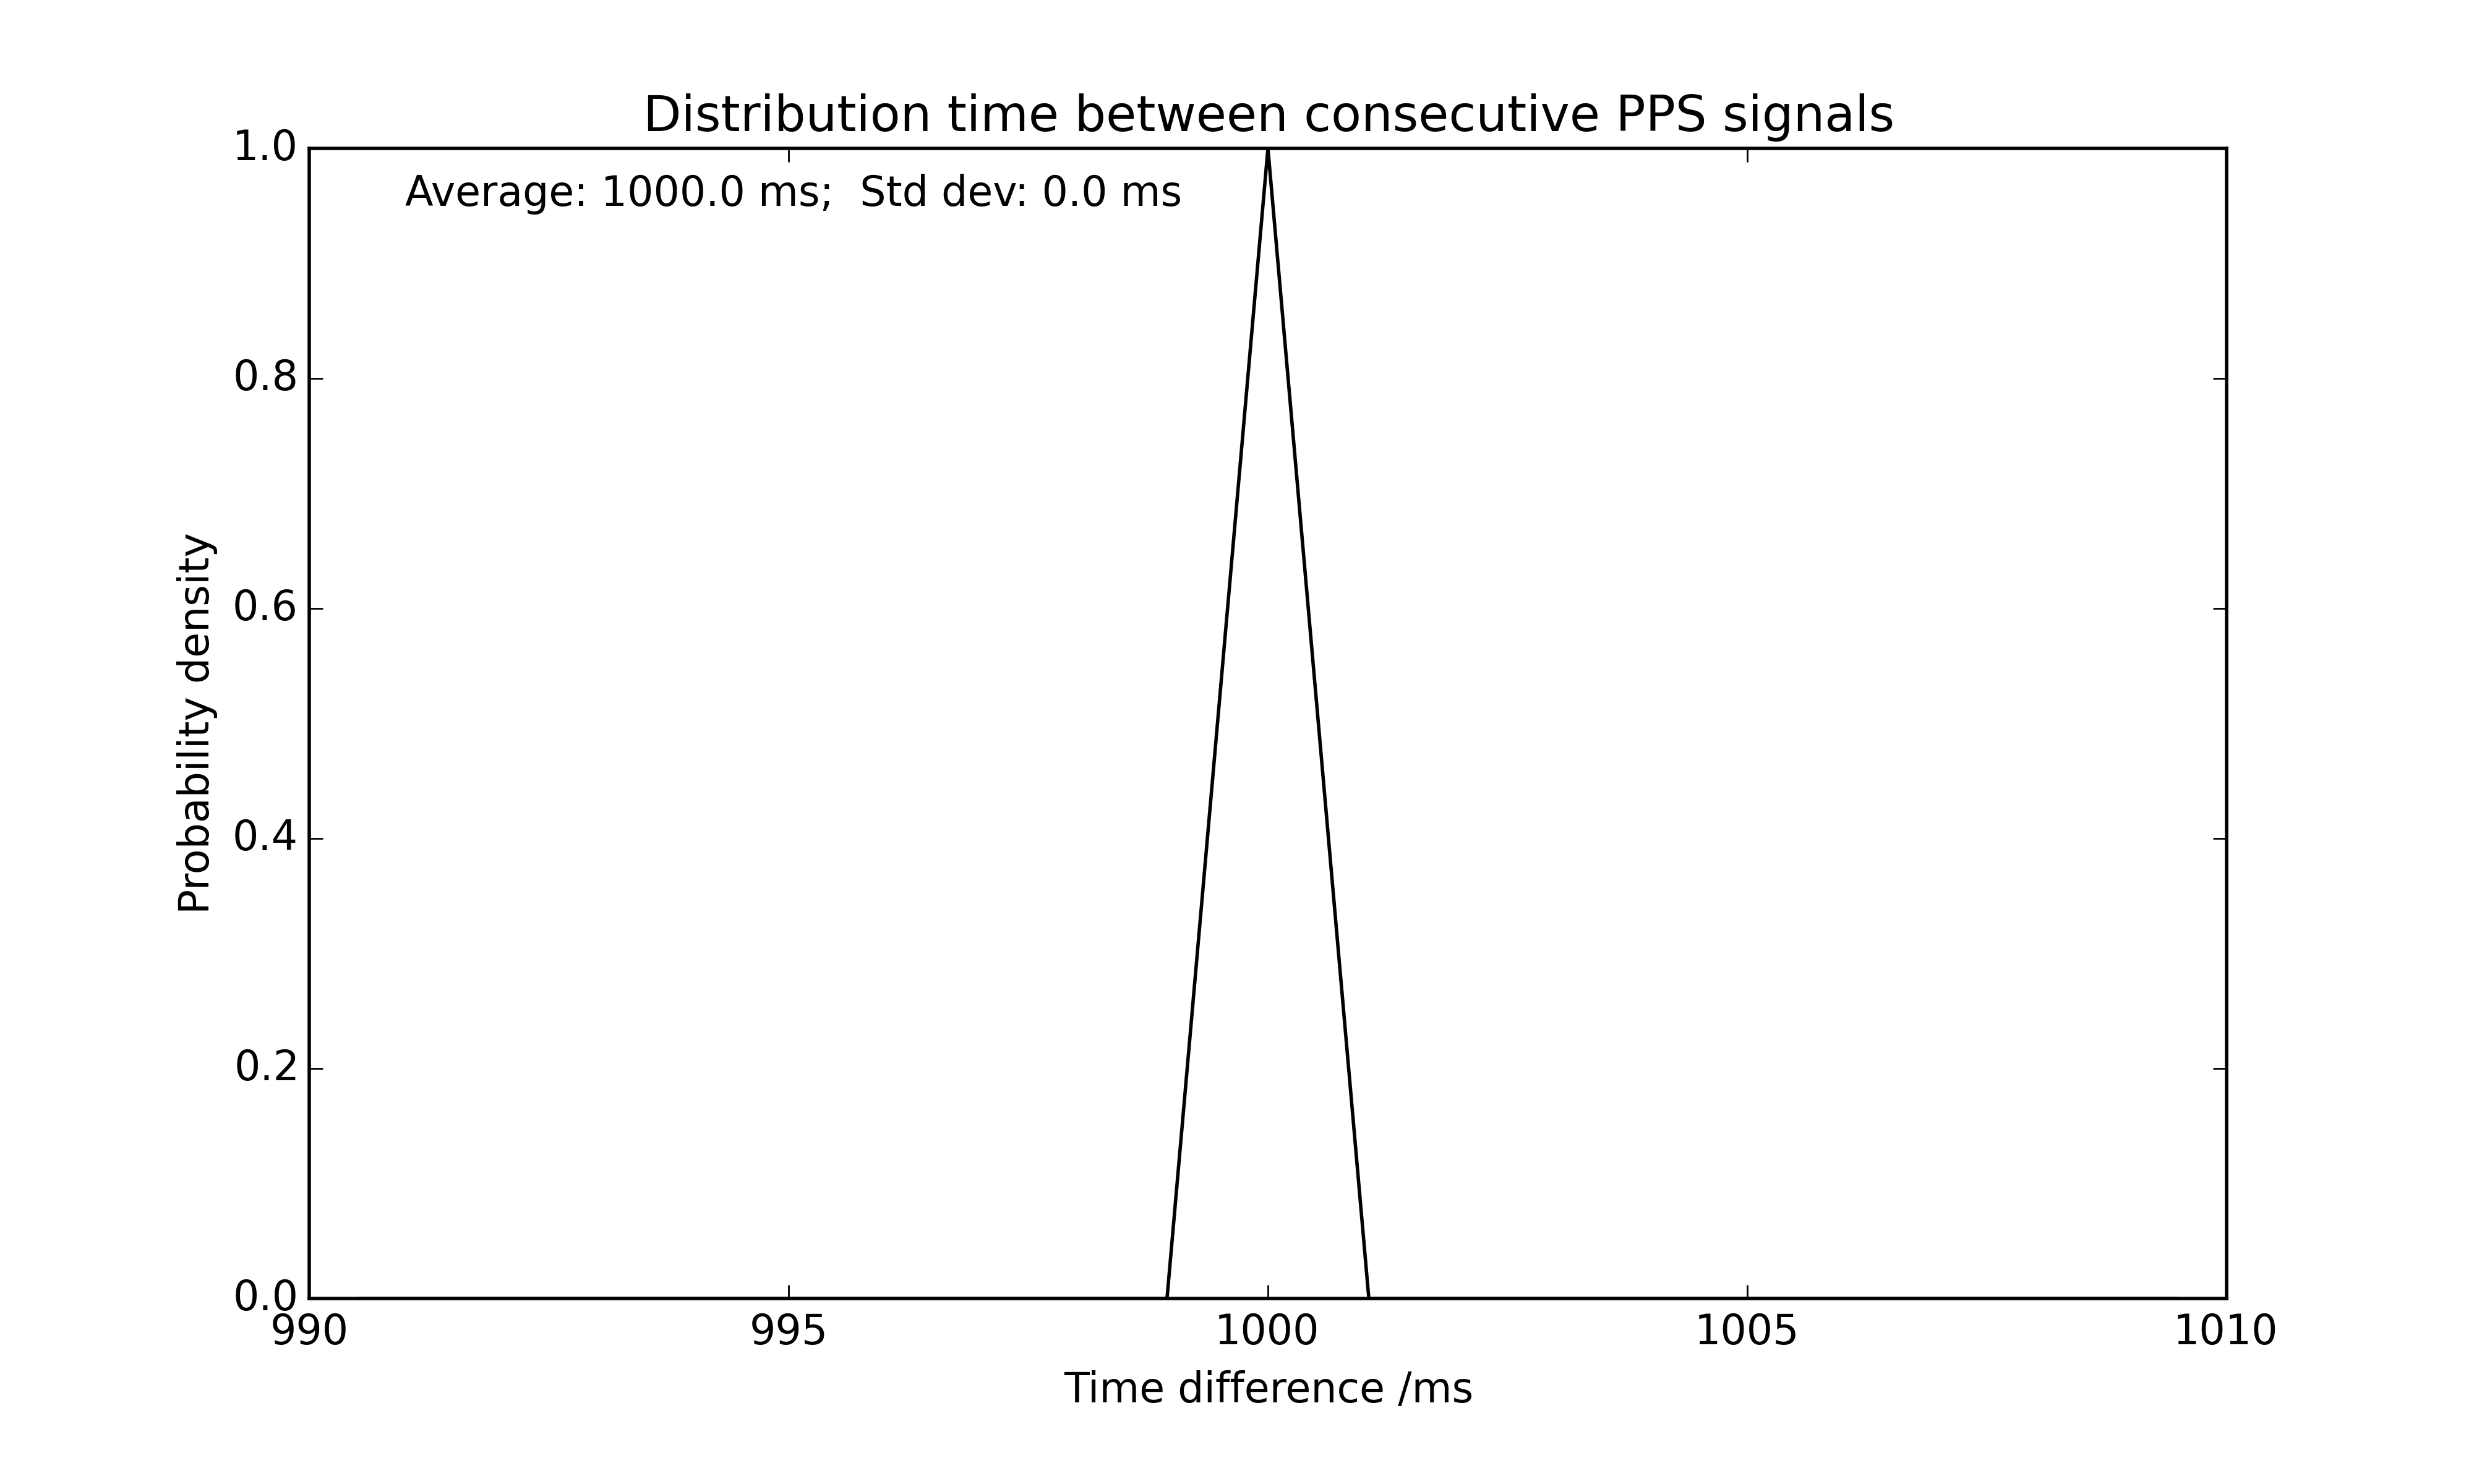 Distribution time between consecutive PPS signals
Average: 1000.0 ms;  Std dev: 0.0 ms
Probability density
1.0
0.8
0.6
0.4
0.2
0.0
990
995
1000
1005
1010
Time difference /ms